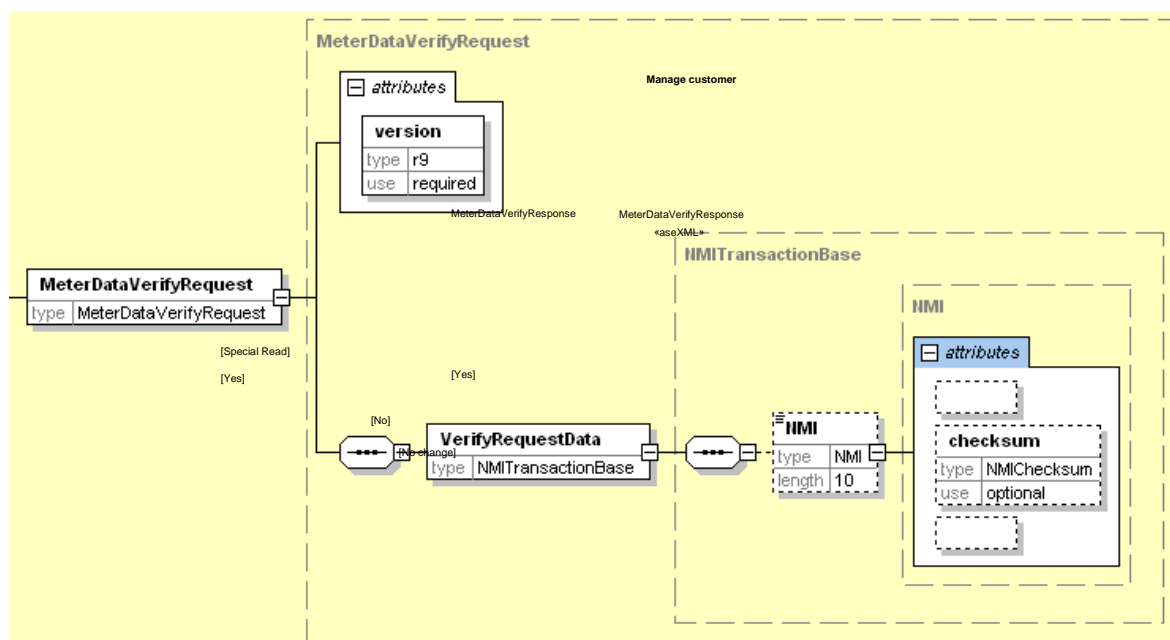 MeterDataVerifyRequest
Manage customer
attributes
version
type r9
use required
MeterDataVerifyResponse
MeterDataVerifyResponse
«aseXML»
NMITransactionBase
MeterDataVerifyRequest
type MeterDataVerifyRequest
NMI
attributes
[Special Read]
[Yes]
[Yes]
[No]
[No change]
VerifyRequestData
type NMITransactionBase
NMI
type NMI
length 10
checksum
type NMIChecksum
use optional